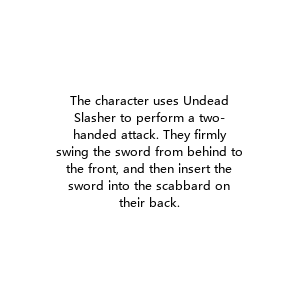 The character uses Undead
Slasher to perform a two-
handed attack. They firmly
swing the sword from behind to
the front, and then insert the
sword into the scabbard on
their back.